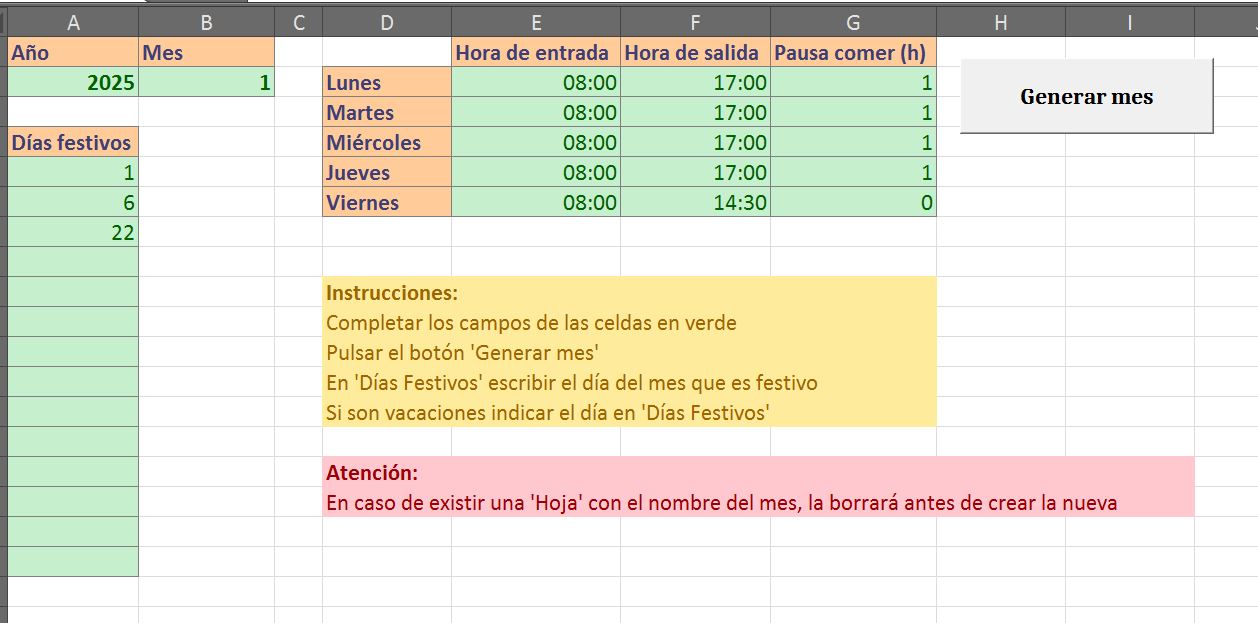 A B C D E F G H I
Año Mes Hora de entrada Hora de salida Pausa comer (h)
2025 1 Lunes 08:00 17:00 1
Generar mes
Martes 08:00 17:00 1
Días festivos Miércoles 08:00 17:00 1
1 Jueves 08:00 17:00 1
6 Viernes 08:00 14:30 0
22
Instrucciones:
Completar los campos de las celdas en verde
Pulsar el botón 'Generar mes'
En 'Días Festivos' escribir el día del mes que es festivo
Si son vacaciones indicar el día en 'Días Festivos'
Atención:
En caso de existir una 'Hoja' con el nombre del mes, la borrará antes de crear la nueva